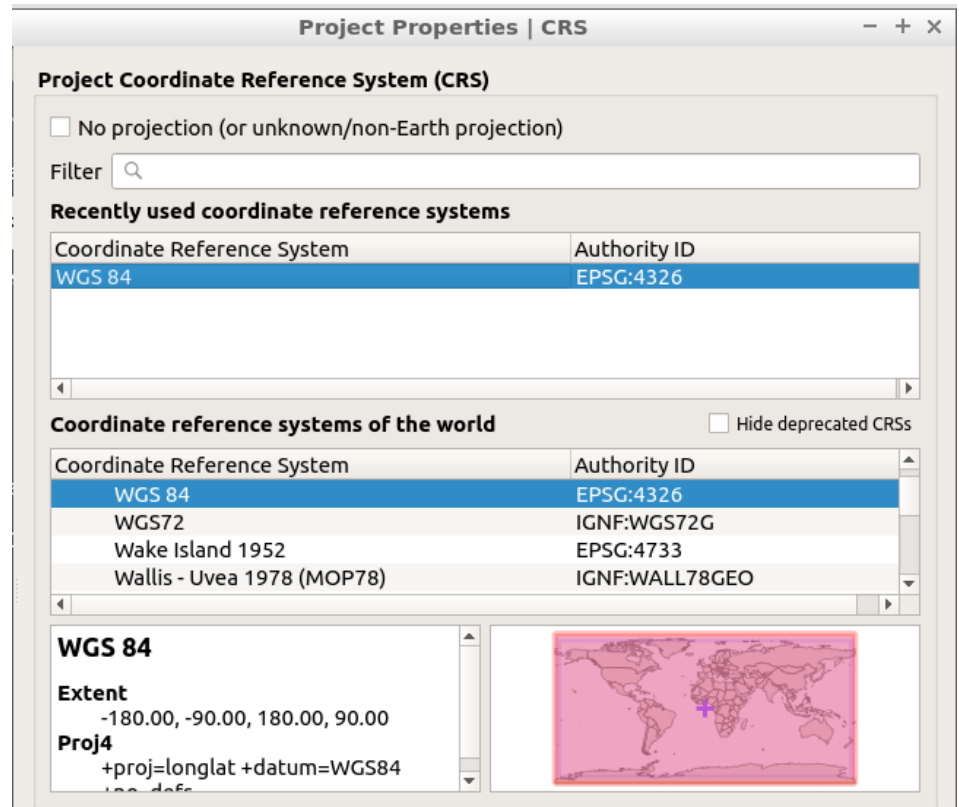 Project Properties | CRS
Project Coordinate Reference System (CRS)
No projection (or unknown/non-Earth projection)
Filter
Recently used coordinate reference systems
Coordinate Reference System Authority ID
WGS 84 EPSG:4326
Coordinate reference systems of the world Hide deprecated CRSs
Coordinate Reference System Authority ID
WGS 84 EPSG:4326
WGS72 IGNF:WGS72G
Wake Island 1952 EPSG:4733
Wallis - Uvea 1978 (MOP78) IGNF:WALL78GEO
WGS 84
Extent
-180.00, -90.00, 180.00, 90.00
Proj4
+proj=longlat +datum=WGS84
+no_defs